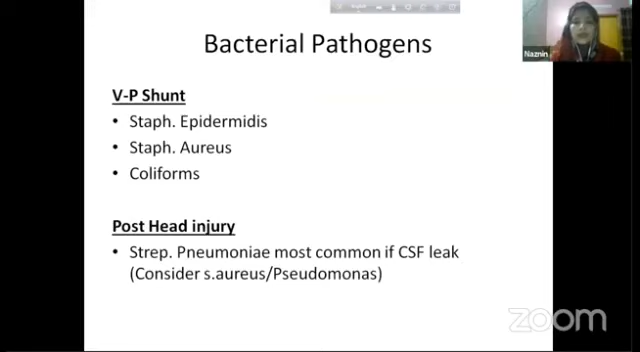 Bacterial Pathogens
Naznin
V-P Shunt
• Staph. Epidermidis
• Staph. Aureus
• Coliforms
Post Head injury
• Strep. Pneumoniae most common if CSF leak
(Consider s.aureus/Pseudomonas)
zoom